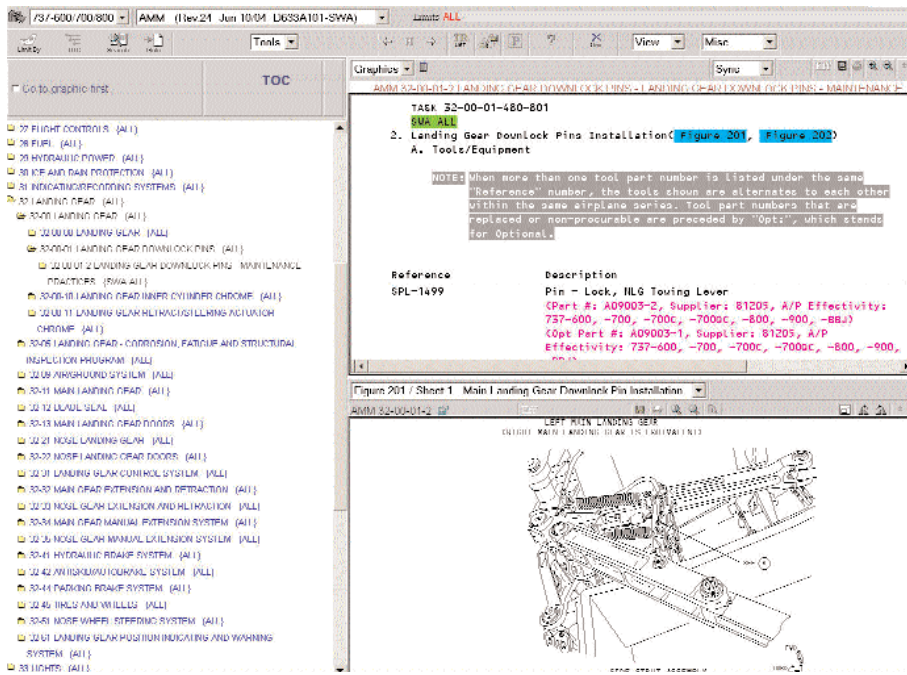 737-600/700/800
AMM (Rev.24 Jun 10/04 D633A101-SWA)
Limits ALL
Limit By
Tools
View
Misc
Go to graphic first
TOC
27 FLIGHT CONTROLS (ALL)
28 FUEL (ALL)
29 HYDRAULIC POWER (ALL)
30 ICE AND RAIN PROTECTION (ALL)
31 INDICATING/RECORDING SYSTEMS (ALL)
32 LANDING GEAR (ALL)
32-00 LANDING GEAR (ALL)
32-00-00 LANDING GEAR (ALL)
32-00-01 LANDING GEAR DOWNLOCK PINS (ALL)
32-00-01-2 LANDING GEAR DOWNLOCK PINS - MAINTENANCE
PRACTICES (SWA ALL)
32-00-10 LANDING GEAR INNER CYLINDER CHROME (ALL)
32-00-11 LANDING GEAR RETRACT/STEERING ACTUATOR
CHROME (ALL)
32-05 LANDING GEAR - CORROSION, FATIGUE AND STRUCTURAL
INSPECTION PROGRAM (ALL)
32-09 AIR/GROUND SYSTEM (ALL)
32-11 MAIN LANDING GEAR (ALL)
32-12 BLADE SEAL (ALL)
32-13 MAIN LANDING GEAR DOORS (ALL)
32-21 NOSE LANDING GEAR (ALL)
32-22 NOSE LANDING GEAR DOORS (ALL)
32-31 LANDING GEAR CONTROL SYSTEM (ALL)
32-32 MAIN GEAR EXTENSION AND RETRACTION (ALL)
32-33 NOSE GEAR EXTENSION AND RETRACTION (ALL)
32-34 MAIN GEAR MANUAL EXTENSION SYSTEM (ALL)
32-35 NOSE GEAR MANUAL EXTENSION SYSTEM (ALL)
32-41 HYDRAULIC BRAKE SYSTEM (ALL)
32-42 ANTISKID/AUTOBRAKE SYSTEM (ALL)
32-44 PARKING BRAKE SYSTEM (ALL)
32-45 TIRES AND WHEELS (ALL)
32-51 NOSE WHEEL STEERING SYSTEM (ALL)
32-61 LANDING GEAR POSITION INDICATING AND WARNING
SYSTEM (ALL)
33 LIGHTS (ALL)
Graphics
Sync
AMM 32-00-01-2 LANDING GEAR DOWNLOCK PINS - LANDING GEAR DOWNLOCK PINS - MAINTENANCE
TASK 32-00-01-480-801
SWA ALL
2. Landing Gear Downlock Pins Installation( Figure 201, Figure 202)
A. Tools/Equipment
NOTE: When more than one tool part number is listed under the same
"Reference" number, the tools shown are alternates to each other
within the same airplane series. Tool part numbers that are
replaced or non-procurable are preceded by "Opt:", which stands
for Optional.
Reference Description
SPL-1499 Pin - Lock, NLG Towing Lever
(Part #: A09003-2, Supplier: 81205, A/P Effectivity:
737-600, -700, -700C, -700QC, -800, -900, -BBJ)
(Opt Part #: A09003-1, Supplier: 81205, A/P
Effectivity: 737-600, -700, -700C, -700QC, -800, -900,
Figure 201 / Sheet 1 Main Landing Gear Downlock Pin Installation
AMM 32-00-01-2
LEFT MAIN LANDING GEAR
(RIGHT MAIN LANDING GEAR IS EQUIVALENT)
SIDE STRUT ASSEMBLY
FWD